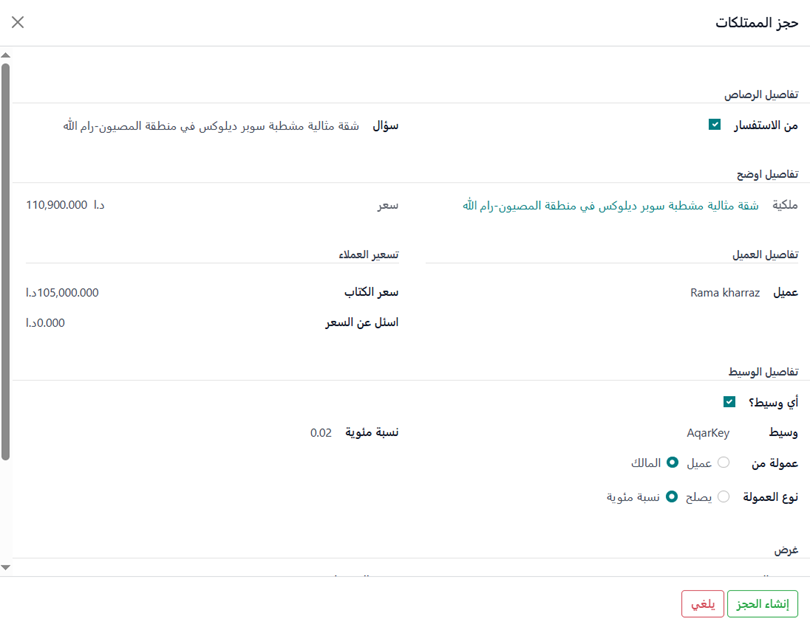 حجز الممتلكات
تفاصيل الرصاص
من الاستفسار
سؤال شقة مثالية مشطبة سوبر ديلوكس في منطقة المصيون-رام الله
تفاصيل اوضح
ملكية شقة مثالية مشطبة سوبر ديلوكس في منطقة المصيون-رام الله
سعر 110,900.000 د.ا
تفاصيل العميل
تسعير العملاء
عميل Rama kharraz
سعر الكتاب 105,000.000د.ا
اسئل عن السعر 0.000د.ا
تفاصيل الوسيط
أي وسيط؟
وسيط AqarKey
نسبة مئوية 0.02
عمولة من عميل المالك
نوع العمولة يصلح نسبة مئوية
عرض
إنشاء الحجز يلغي